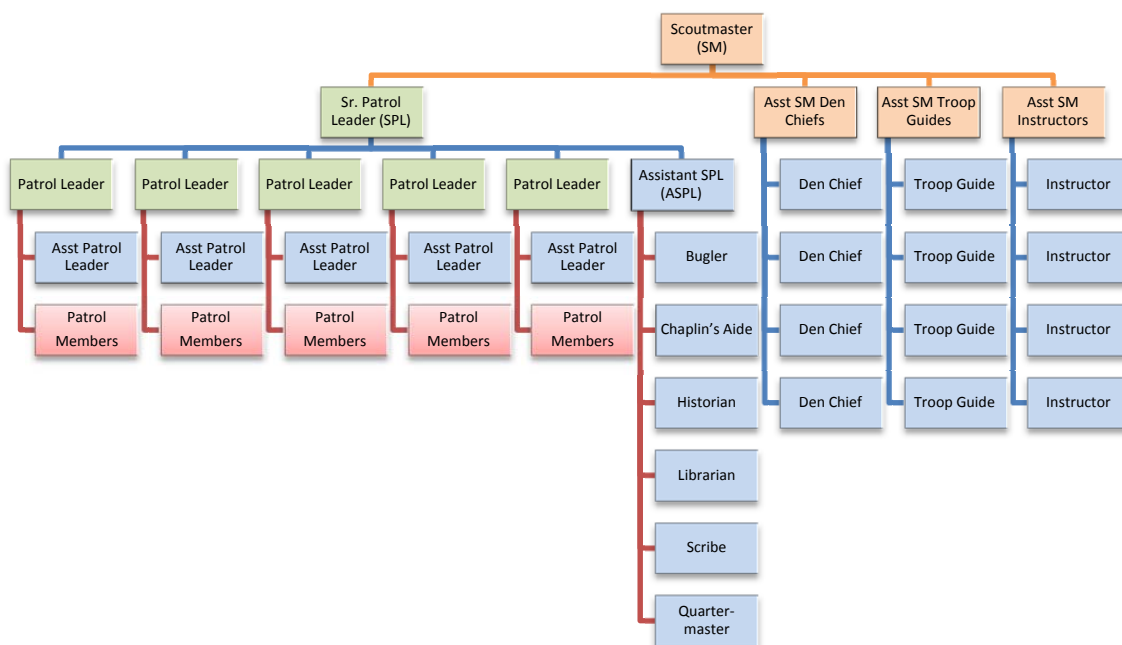 Scoutmaster
(SM)
Sr. Patrol
Leader (SPL)
Asst SM Den
Chiefs
Asst SM Troop
Guides
Asst SM
Instructors
Patrol Leader
Patrol Leader
Patrol Leader
Patrol Leader
Patrol Leader
Assistant SPL
(ASPL)
Den Chief
Troop Guide
Instructor
Asst Patrol
Leader
Asst Patrol
Leader
Asst Patrol
Leader
Asst Patrol
Leader
Asst Patrol
Leader
Bugler
Den Chief
Troop Guide
Instructor
Patrol
Members
Patrol
Members
Patrol
Members
Patrol
Members
Patrol
Members
Chaplin's Aide
Den Chief
Troop Guide
Instructor
Historian
Den Chief
Troop Guide
Instructor
Librarian
Scribe
Quarter-
master